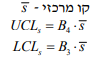 קו מרכזי - s̅
UCLₛ = B₄ · s̅
LCLₛ = B₃ · s̅